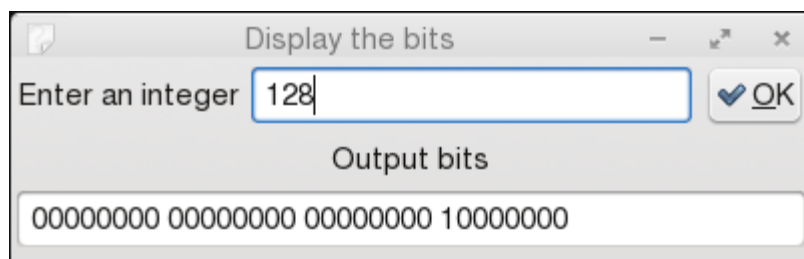 Display the bits
Enter an integer 128 OK
Output bits
00000000 00000000 00000000 10000000